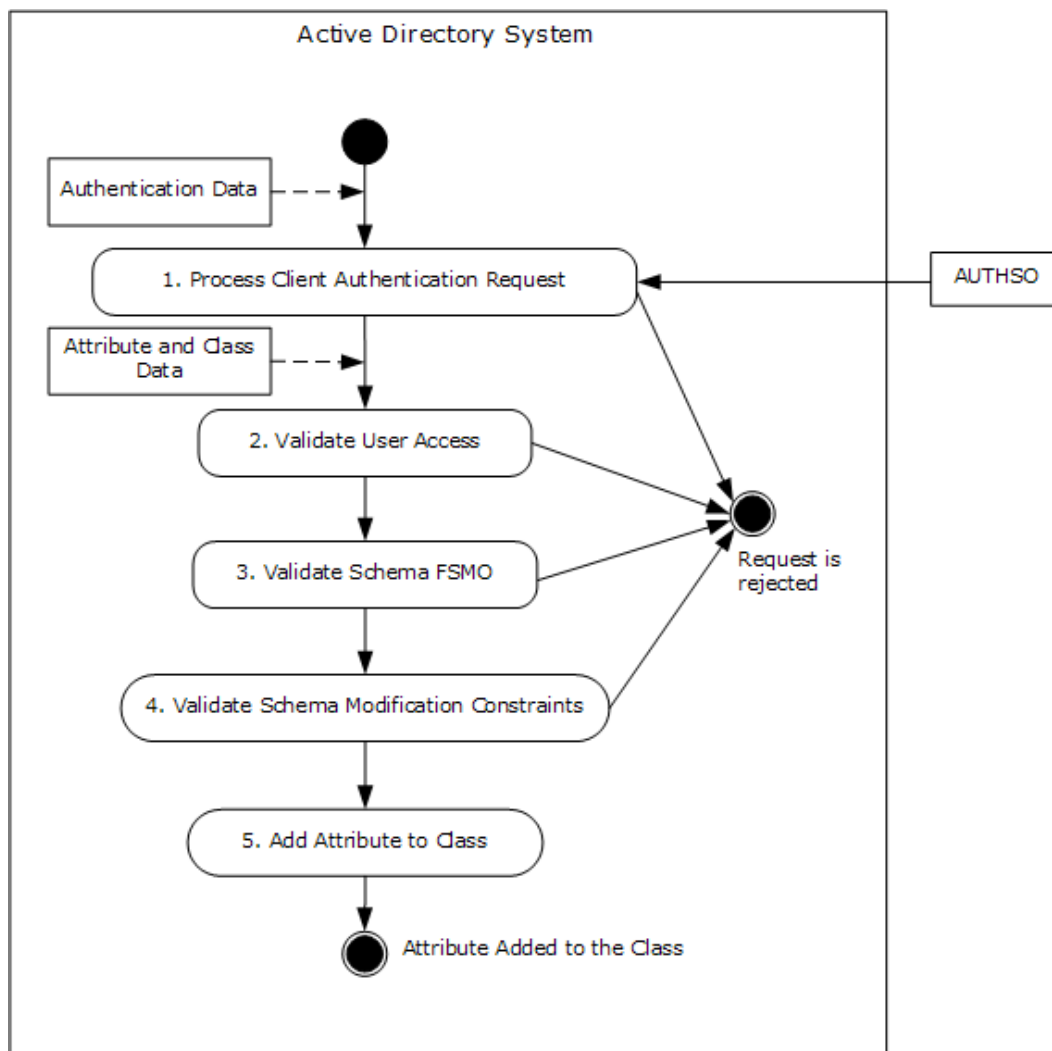 Active Directory System
Authentication Data
1. Process Client Authentication Request
AUTHSO
Attribute and Class
Data
2. Validate User Access
3. Validate Schema FSMO
Request is
rejected
4. Validate Schema Modification Constraints
5. Add Attribute to Class
Attribute Added to the Class